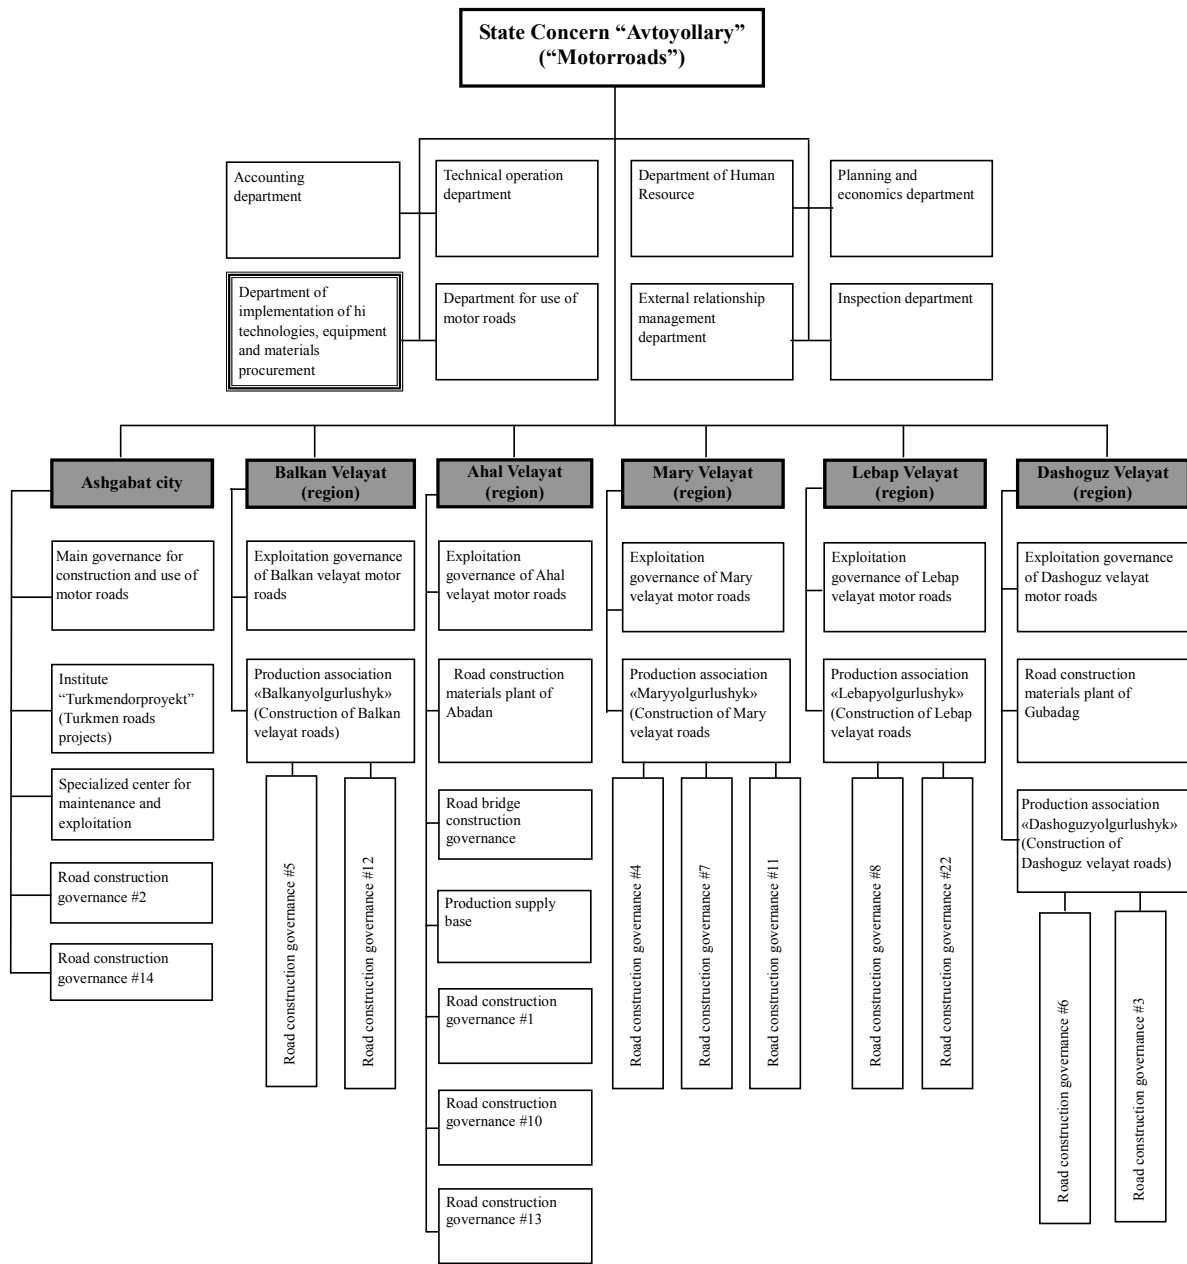 State Concern “Avtoyollary”
(“Motorroads”)
Accounting
department
Technical operation
department
Department of Human
Resource
Planning and
economics department
Department of
implementation of hi
technologies, equipment
and materials
procurement
Department for use of
motor roads
External relationship
management
department
Inspection department
Ashgabat city
Main governance for
construction and use of
motor roads
Institute
“Turkmendorproyekt”
(Turkmen roads
projects)
Specialized center for
maintenance and
exploitation
Road construction
governance #2
Road construction
governance #14
Balkan Velayat
(region)
Exploitation governance
of Balkan velayat motor
roads
Production association
«Balkanyolgurlushyk»
(Construction of Balkan
velayat roads)
Road construction governance #5
Road construction governance #12
Ahal Velayat
(region)
Exploitation
governance of Ahal
velayat motor roads
Road construction
materials plant of
Abadan
Road bridge
construction
governance
Production supply
base
Road construction
governance #1
Road construction
governance #10
Road construction
governance #13
Mary Velayat
(region)
Exploitation
governance of Mary
velayat motor roads
Production association
«Maryyolgurlushyk»
(Construction of Mary
velayat roads
Road construction governance #4
Road construction governance #7
Road construction governance #11
Lebap Velayat
(region)
Exploitation
governance of Lebap
velayat motor roads
Production association
«Lebapyolgurlushyk»
(Construction of Lebap
velayat roads
Road construction governance #8
Road construction governance #22
Dashoguz Velayat
(region)
Exploitation
governance of
Dashoguz velayat
motor roads
Road construction
materials plant of
Gubadag
Production association
«Dashoguzyolgurlushyk»
(Construction of
Dashoguz velayat roads)
Road construction governance #6
Road construction governance #3